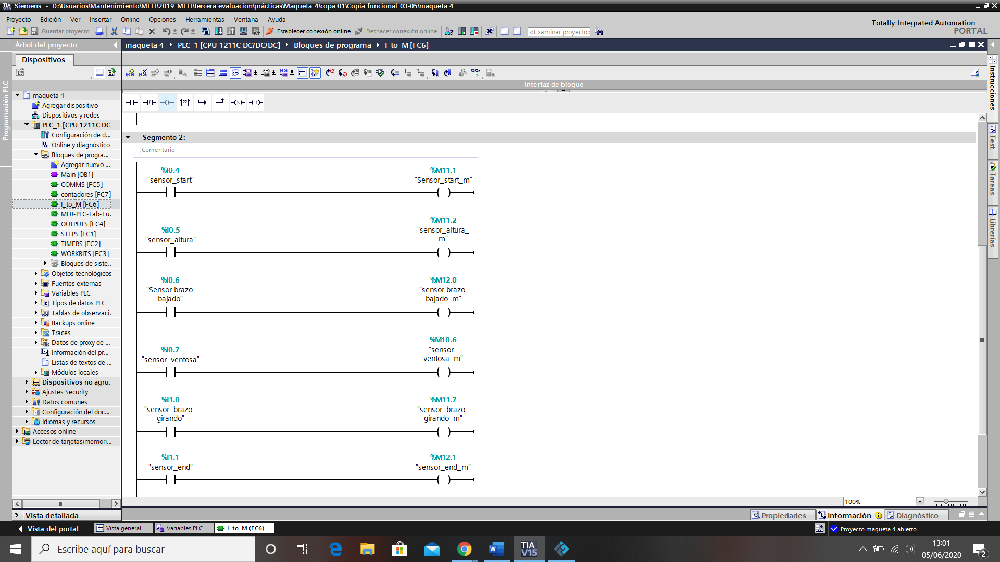 Siemens - D:\Usuarios\Mantenimiento\MEEI\2019 MEEI\tercera evaluacion\prácticas\Maqueta 4\copa 01\Copia funcional 03-05\maqueta 4
Proyecto Edición Ver Insertar Online Opciones Herramientas Ventana Ayuda
Totally Integrated Automation
PORTAL
Guardar proyecto
Establecer conexión online
Deshacer conexión online
<Examinar proyecto>
Árbol del proyecto
maqueta 4 PLC_1 [CPU 1211C DC/DC/DC] Bloques de programa I_to_M [FC6]
Dispositivos
Programación PLC
maqueta 4
Agregar dispositivo
Dispositivos y redes
PLC_1 [CPU 1211C DC
Configuración de d...
Online y diagnóstico
Bloques de progra...
Agregar nuevo ...
Main [OB1]
COMMS [FC5]
contadores [FC7]
I_to_M [FC6]
MHJ-PLC-Lab-Fu.
OUTPUTS [FC4]
STEPS [FC1]
TIMERS [FC2]
WORKBITS [FC3]
Bloques de siste..
Objetos tecnológicos
Fuentes externas
Variables PLC
Tipos de datos PLC
Tablas de observaci.
Backups online
Traces
Datos de proxy de ...
Información del pr...
Listas de textos de ...
Módulos locales
Dispositivos no agru.
Ajustes Security
Datos comunes
Configuración del doc...
Idiomas y recursos
Accesos online
Lector de tarjetas/memori...
Vista detallada
Interfaz de bloque
Segmento 2: .....
Comentario
%I0.4
"sensor_start"
%M11.1
"Sensor_start_m"
%I0.5
"sensor_altura"
%M11.2
"sensor_altura_
m"
%I0.6
"Sensor brazo
bajado"
%M12.0
"sensor brazo
bajado_m"
%I0.7
"sensor_ventosa"
%M10.6
"sensor_
ventosa_m"
%I1.0
"sensor_brazo_
girando"
%M11.7
"sensor_brazo_
girando_m"
%I1.1
"sensor_end"
%M12.1
"sensor_end_m"
100%
Instrucciones
Test
Tareas
Librerías
Propiedades Información Diagnóstico
Vista del portal
Vista general
Variables PLC
I_to_M (FC6)
Proyecto maqueta 4 abierto.
Escribe aquí para buscar
TIA
V15
13:01
05/06/2020
2